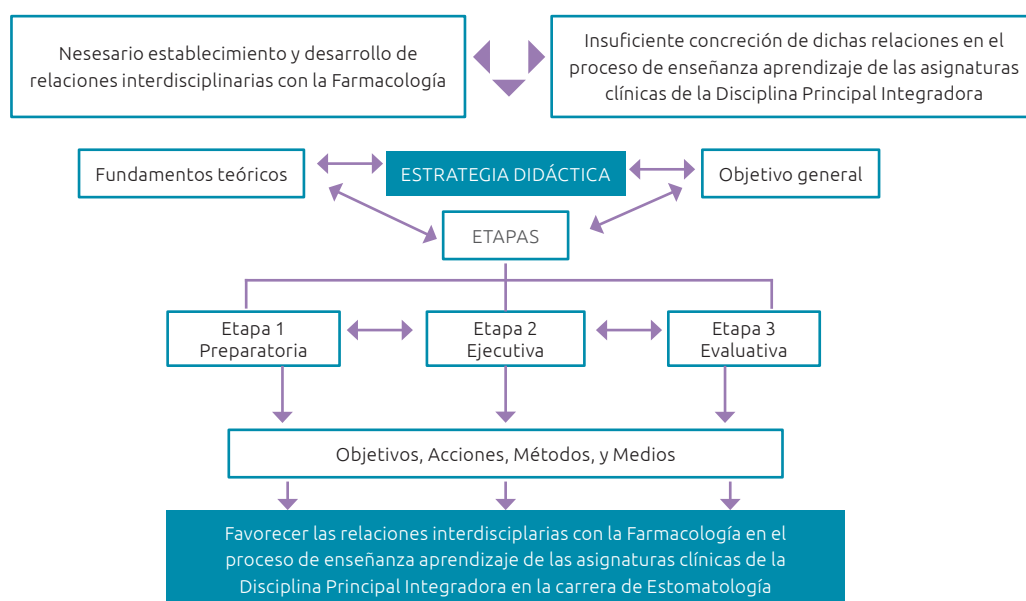 Nesesario establecimiento y desarrollo de
relaciones interdisciplinarias con la Farmacología
Insuficiente concreción de dichas relaciones en el
proceso de enseñanza aprendizaje de las asignaturas
clínicas de la Disciplina Principal Integradora
Fundamentos teóricos
ESTRATEGIA DIDÁCTICA
Objetivo general
ETAPAS
Etapa 1
Preparatoria
Etapa 2
Ejecutiva
Etapa 3
Evaluativa
Objetivos, Acciones, Métodos, y Medios
Favorecer las relaciones interdisciplarias con la Farmacología en el
proceso de enseñanza aprendizaje de las asignaturas clínicas de la
Disciplina Principal Integradora en la carrera de Estomatología